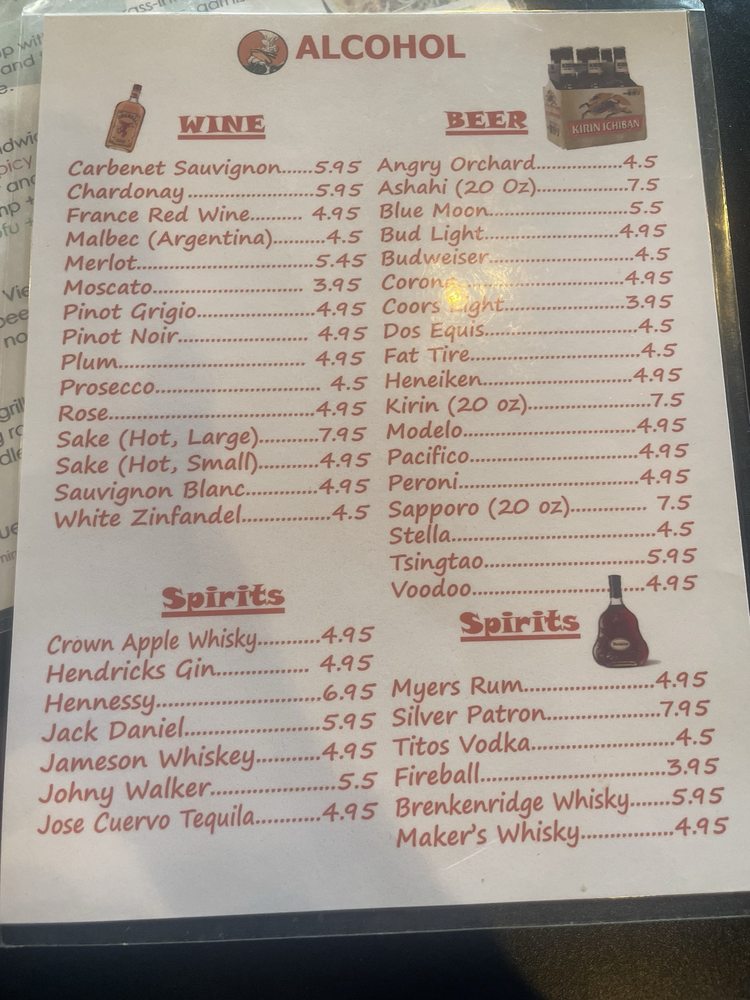 ALCOHOL
WINE
Carbenet Sauvignon......5.95
Chardonay..................5.95
France Red Wine.......... 4.95
Malbec (Argentina)..........4.5
Merlot..........................5.45
Moscato........................ 3.95
Pinot Grigio..................4.95
Pinot Noir.................... 4.95
Plum............................ 4.95
Prosecco......................... 4.5
Rose..............................4.95
Sake (Hot, Large).........7.95
Sake (Hot, Small).........4.95
Sauvignon Blanc............4.95
White Zinfandel...............4.5
BEER
KIRIN ICHIBAN
Angry Orchard..............4.5
Ashahi (20 Oz)..............7.5
Blue Moon......................5.5
Bud Light......................4.95
Budweiser.......................4.5
Corona..........................4.95
Coors Light...................3.95
Dos Equis.......................4.5
Fat Tire..........................4.5
Heneiken.......................4.95
Kirin (20 oz)..................7.5
Modelo..........................4.95
Pacifico.........................4.95
Peroni...........................4.95
Sapporo (20 oz)............ 7.5
Stella..............................4.5
Tsingtao........................5.95
Voodoo..........................4.95
Spirits
Crown Apple Whisky.........4.95
Hendricks Gin............. 4.95
Hennessy.......................6.95
Jack Daniel...................5.95
Jameson Whiskey.........4.95
Johny Walker.................5.5
Jose Cuervo Tequila.........4.95
Spirits
Myers Rum...................4.95
Silver Patron................7.95
Titos Vodka....................4.5
Fireball.........................3.95
Brenkenridge Whisky......5.95
Maker's Whisky.............4.95